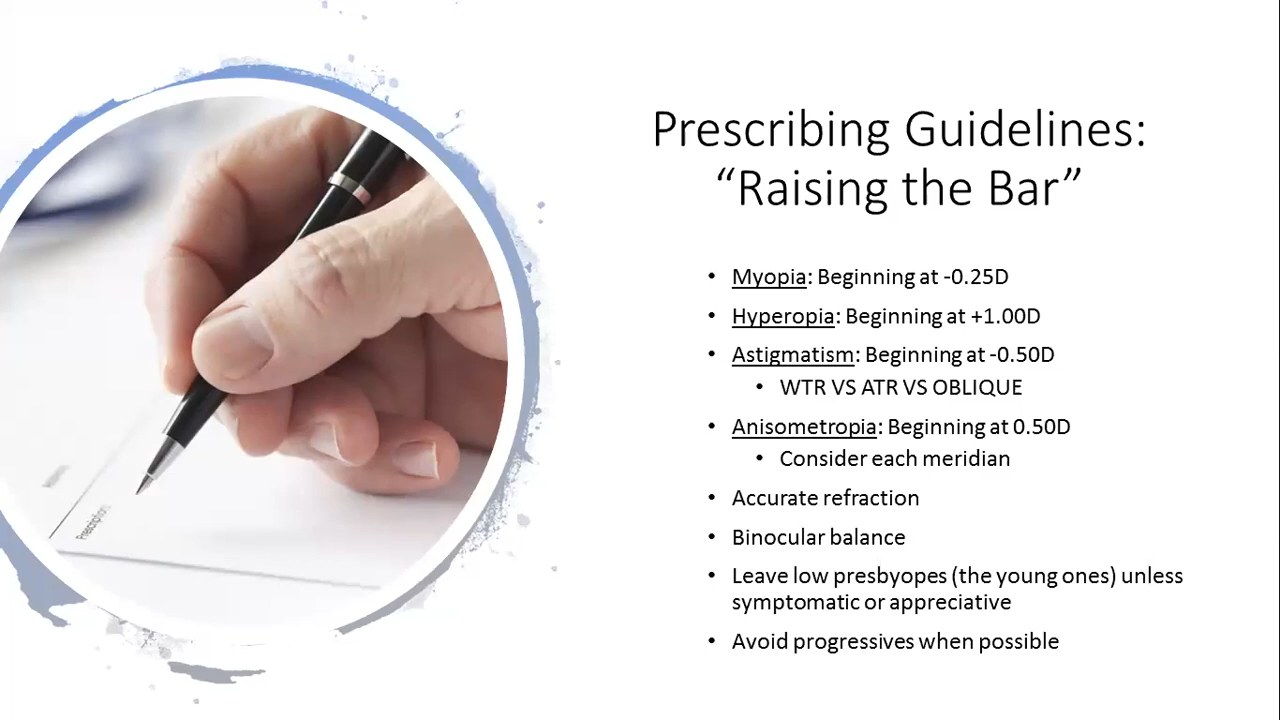 Prescribing Guidelines:
“Raising the Bar”
• Myopia: Beginning at -0.25D
• Hyperopia: Beginning at +1.00D
• Astigmatism: Beginning at -0.50D
• WTR VS ATR VS OBLIQUE
• Anisometropia: Beginning at 0.50D
• Consider each meridian
• Accurate refraction
• Binocular balance
• Leave low presbyopes (the young ones) unless
symptomatic or appreciative
• Avoid progressives when possible
Prescription